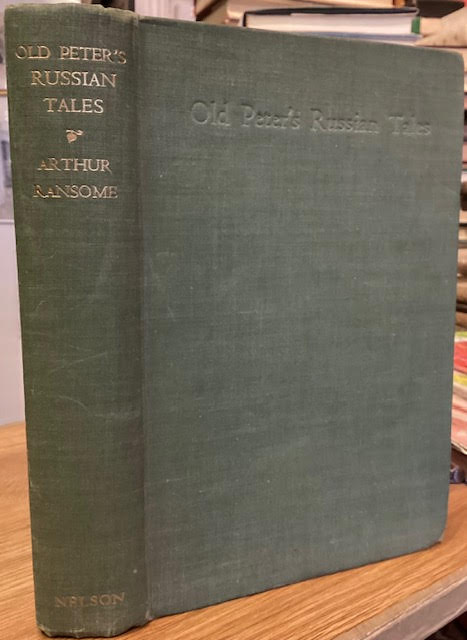 OLD PETER'S
RUSSIAN
TALES
ARTHUR
RANSOME
NELSON
Old Peter's Russian Tales